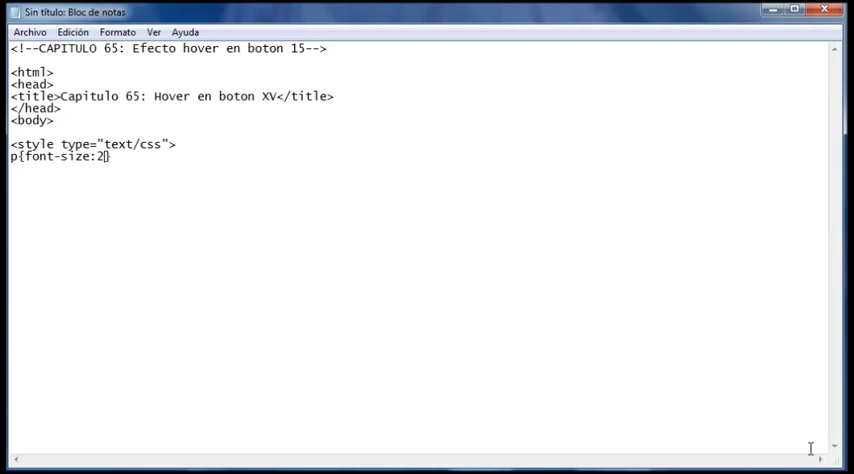 Sin título: Bloc de notas
Archivo Edición Formato Ver Ayuda
<!--CAPITULO 65: Efecto hover en boton 15-->
<html>
<head>
<title>Capitulo 65: Hover en boton XV</title>
</head>
<body>
<style type="text/css">
p{font-size:2}